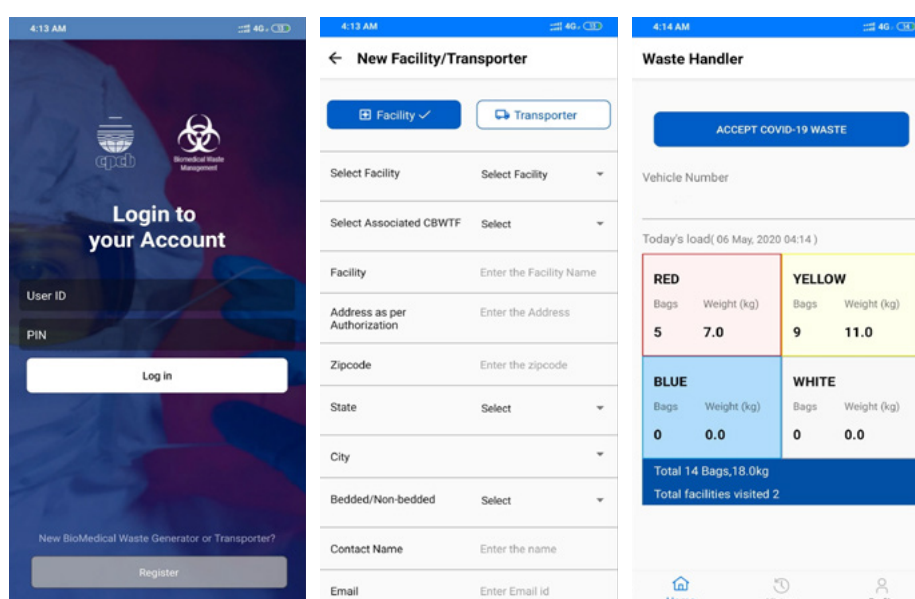 4:13 AM
4G
13
cpcb
Biomedical Waste
Management
Login to
your Account
User ID
PIN
Log in
New BioMedical Waste Generator or Transporter?
Register
4:13 AM
4G
13
← New Facility/Transporter
Facility ✓ Transporter
Select Facility Select Facility
Select Associated CBWTF Select
Facility Enter the Facility Name
Address as per
Authorization Enter the Address
Zipcode Enter the zipcode
State Select
City
Bedded/Non-bedded Select
Contact Name Enter the name
Email Enter Email id
4:14 AM
4G
14
Waste Handler
ACCEPT COVID-19 WASTE
Vehicle Number
Today's load( 06 May, 2020 04:14 )
RED YELLOW
Bags Weight (kg) Bags Weight (kg)
5 7.0 9 11.0
BLUE WHITE
Bags Weight (kg) Bags Weight (kg)
0 0.0 0 0.0
Total 14 Bags,18.0kg
Total facilities visited 2